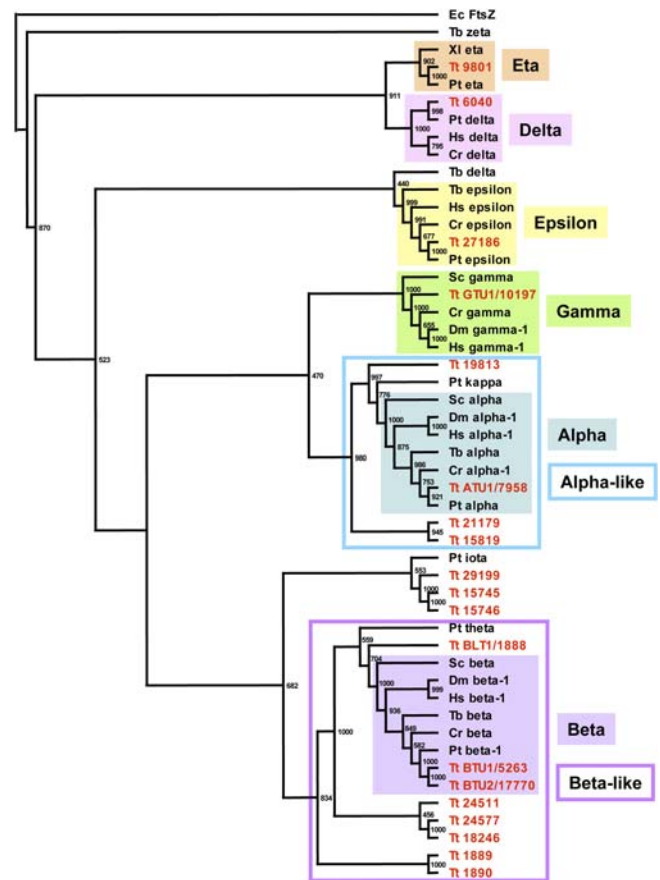 Ec FtsZ
Tb zeta
Xl eta
902
Tt 9801
1000
Pt eta
Eta
911
Tt 6040
998
Pt delta
1000
Hs delta
795
Cr delta
Delta
Tb delta
440
Tb epsilon
999
Hs epsilon
991
Cr epsilon
677
Tt 27186
1000
Pt epsilon
Epsilon
870
Sc gamma
1000
Tt GTU1/10197
1000
Cr gamma
655
Dm gamma-1
1000
Hs gamma-1
Gamma
523
470
Tt 19813
997
Pt kappa
776
Sc alpha
1000
Dm alpha-1
1000
Hs alpha-1
875
Tb alpha
996
Cr alpha-1
753
Tt ATU1/7958
921
Pt alpha
Alpha
Alpha-like
980
Tt 21179
945
Tt 15819
Pt iota
553
Tt 29199
1000
Tt 15745
1000
Tt 15746
682
Pt theta
559
Tt BLT1/1888
704
Sc beta
1000
Dm beta-1
999
Hs beta-1
936
Tb beta
849
Cr beta
582
Pt beta-1
1000
Tt BTU1/5263
1000
Tt BTU2/17770
Beta
Beta-like
1000
834
Tt 24511
456
Tt 24577
1000
Tt 18246
Tt 1889
1000
Tt 1890